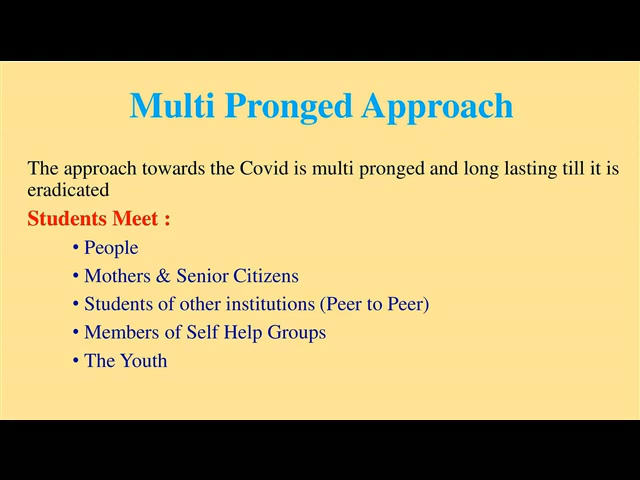 Multi Pronged Approach
The approach towards the Covid is multi pronged and long lasting till it is
eradicated
Students Meet :
• People
• Mothers & Senior Citizens
• Students of other institutions (Peer to Peer)
• Members of Self Help Groups
• The Youth